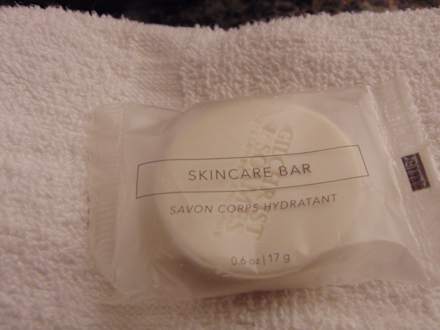 SKINCARE BAR
SAVON CORPS HYDRATANT
0.6 oz | 17 g